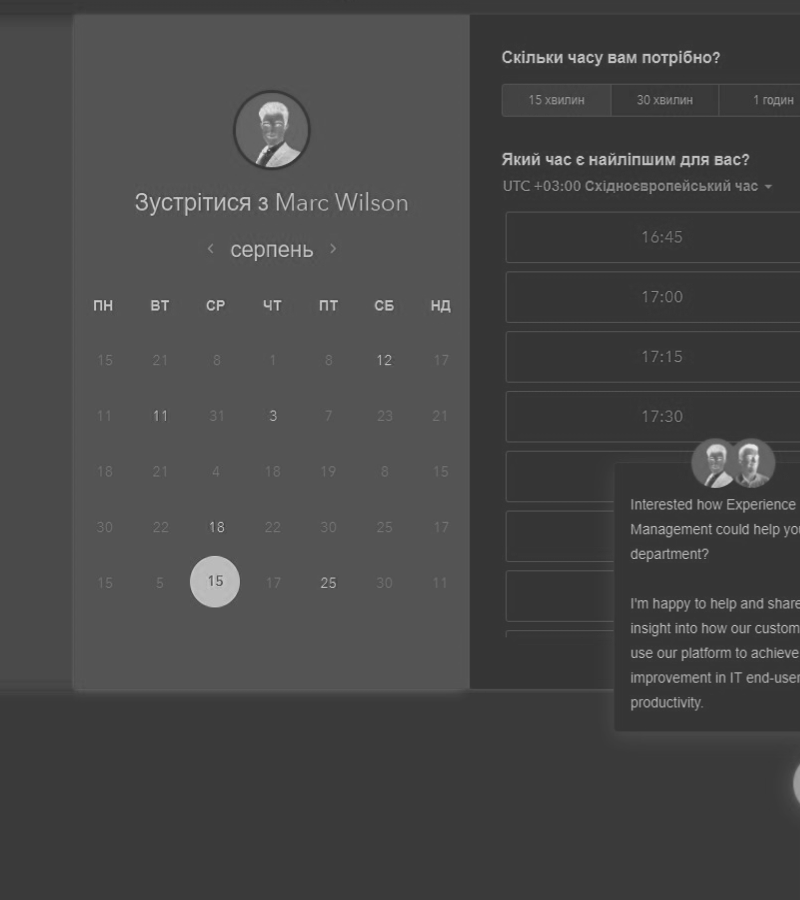 Зустрітися з Marc Wilson
серпень
ПН ВТ СР ЧТ ПТ СБ НД
15 21 8 1 8 12 17
11 11 31 3 7 23 21
18 21 4 18 19 8 15
30 22 18 22 30 25 17
15 5 15 17 25 30 11
Скільки часу вам потрібно?
15 хвилин 30 хвилин 1 годин
Який час є найліпшим для вас?
UTC +03:00 Східноєвропейський час
16:45
17:00
17:15
17:30
Interested how Experience
Management could help you
department?
I'm happy to help and share
insight into how our custom
use our platform to achieve
improvement in IT end-user
productivity.